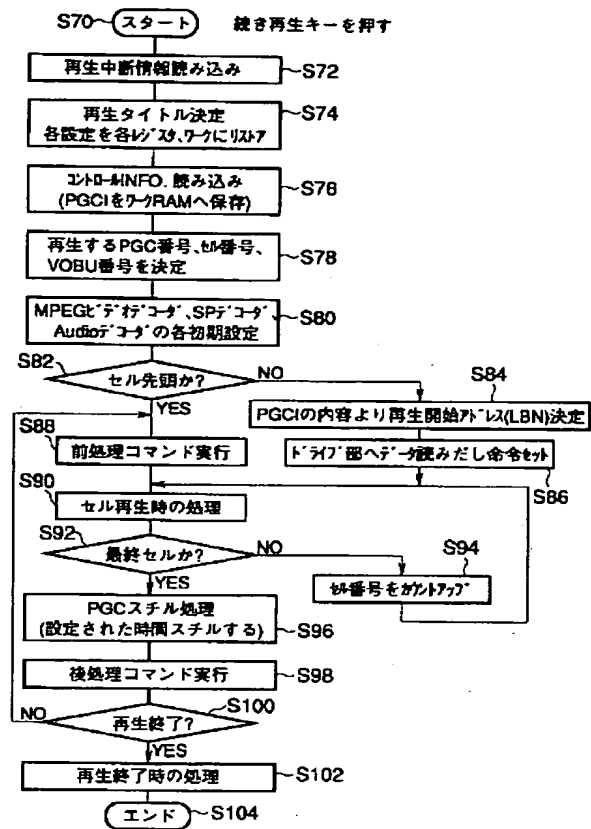 S70 スタート 続き再生キーを押す
再生中断情報読み込み S72
再生タイトル決定 S74
各設定を各レジスタ、ワークにリストア
コントロールINFO. 読み込み S76
(PGCIをワークRAMへ保存)
再生するPGC番号、セル番号、 S78
VOBU番号を決定
MPEGビデオデコーダ、SPデコーダ S80
Audioデコーダの各初期設定
S82 セル先頭か? NO S84
YES PGCIの内容より再生開始アドレス(LBN)決定
S88 前処理コマンド実行 ドライブ部へデータ読みだし命令セット
S86
S90 セル再生時の処理
S92 最終セルか? NO S94
YES セル番号をカウントアップ
PGCスチル処理
(設定された時間スチルする) S96
後処理コマンド実行 S98
NO 再生終了? S100
YES
再生終了時の処理 S102
エンド S104